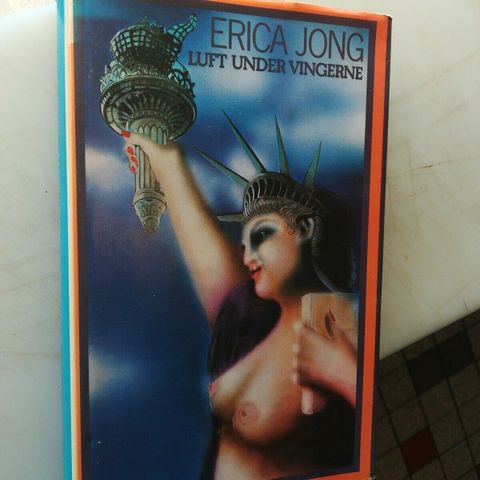 ERICA JONG
LUFT UNDER VINGERNE